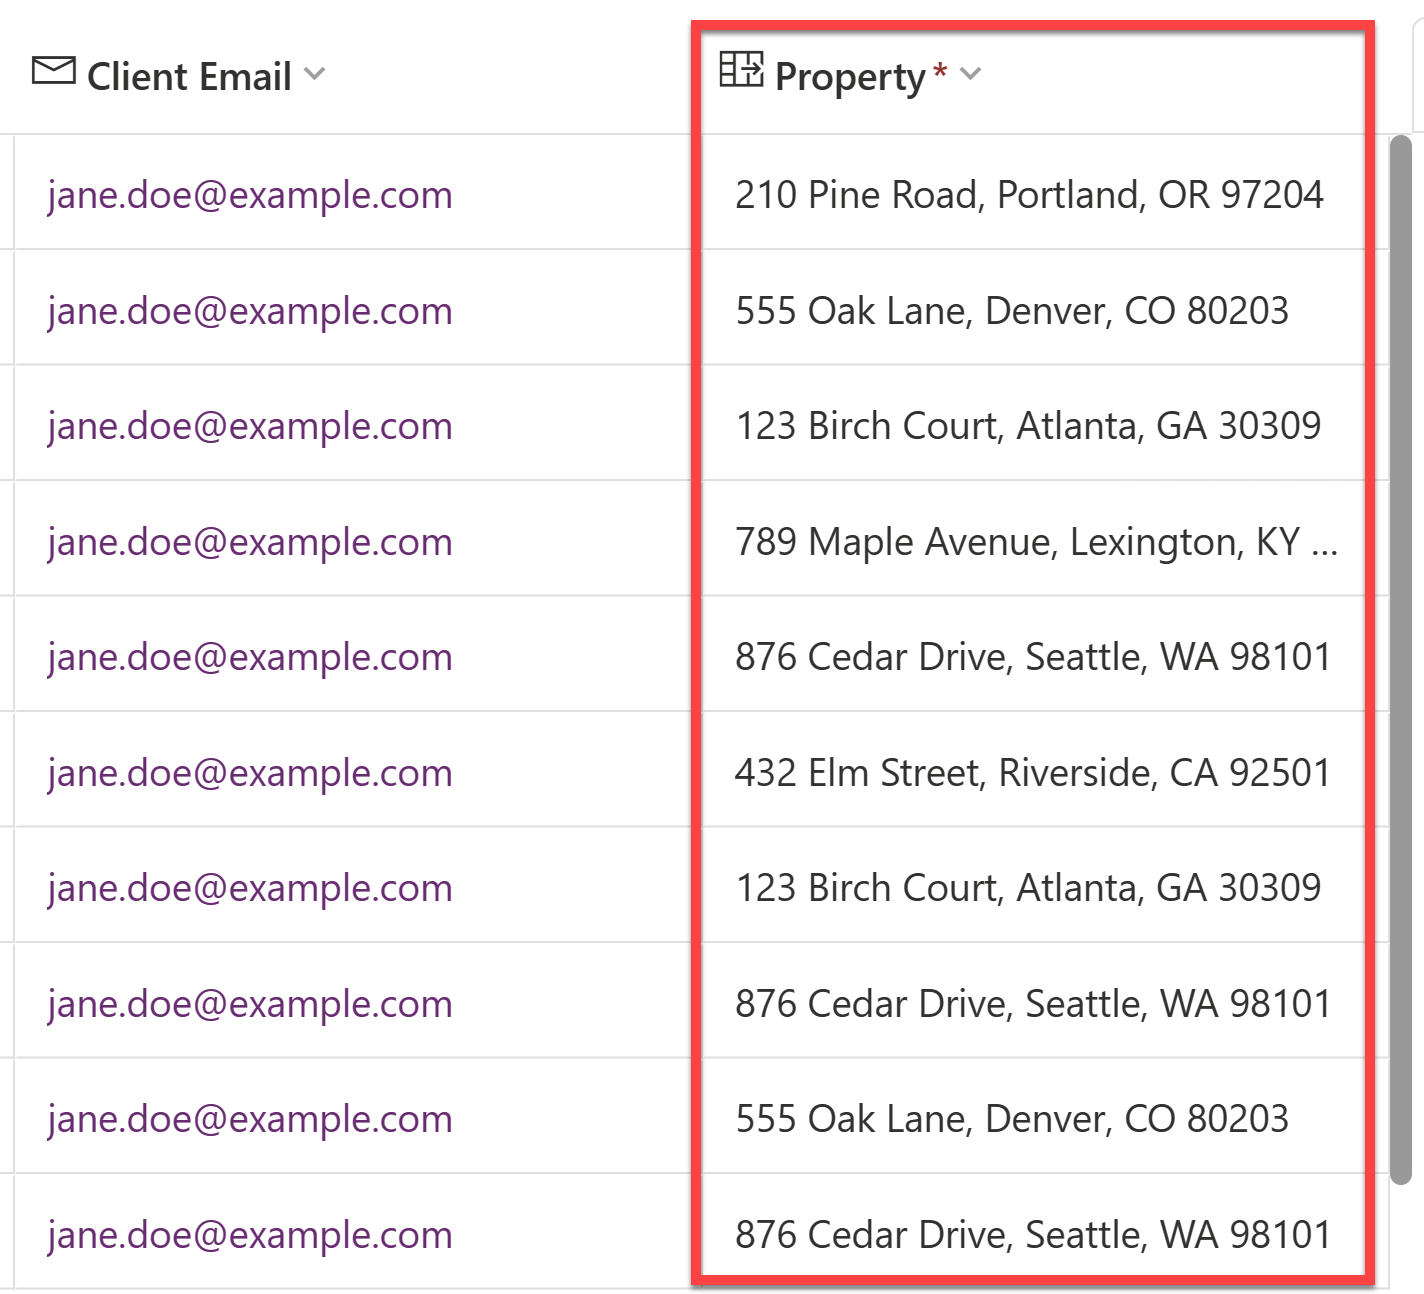 Client Email Property *
jane.doe@example.com 210 Pine Road, Portland, OR 97204
jane.doe@example.com 555 Oak Lane, Denver, CO 80203
jane.doe@example.com 123 Birch Court, Atlanta, GA 30309
jane.doe@example.com 789 Maple Avenue, Lexington, KY ...
jane.doe@example.com 876 Cedar Drive, Seattle, WA 98101
jane.doe@example.com 432 Elm Street, Riverside, CA 92501
jane.doe@example.com 123 Birch Court, Atlanta, GA 30309
jane.doe@example.com 876 Cedar Drive, Seattle, WA 98101
jane.doe@example.com 555 Oak Lane, Denver, CO 80203
jane.doe@example.com 876 Cedar Drive, Seattle, WA 98101